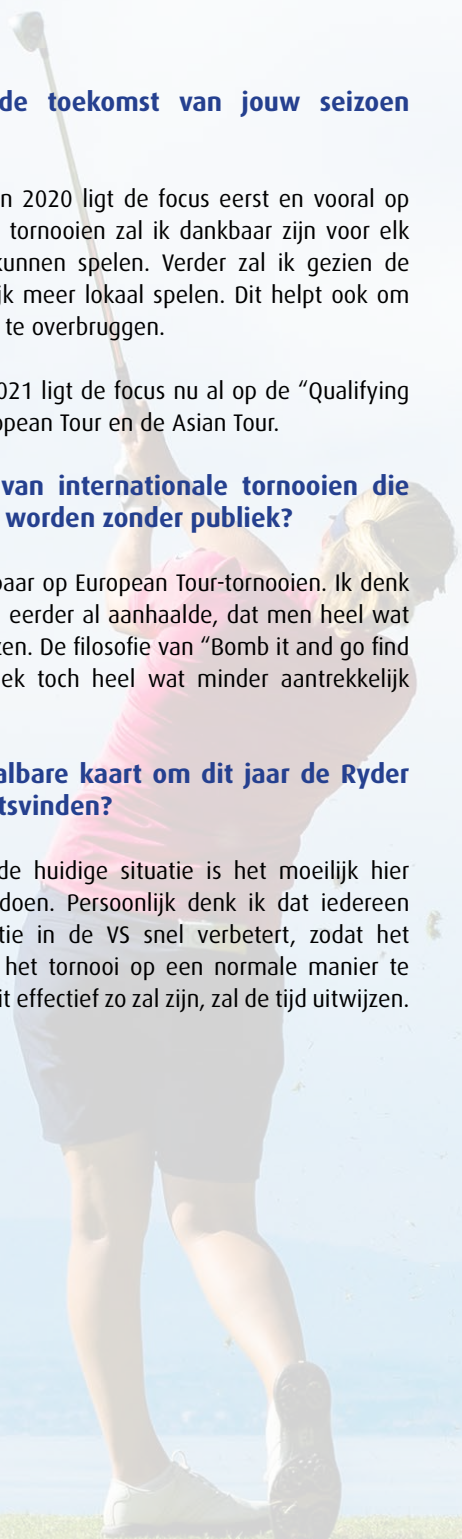 de toekomst van jouw seizoen
n 2020 ligt de focus eerst en vooral op
tornooien zal ik dankbaar zijn voor elk
kunnen spelen. Verder zal ik gezien de
jk meer lokaal spelen. Dit helpt ook om
te overbruggen.
2021 ligt de focus nu al op de “Qualifying
opean Tour en de Asian Tour.
van internationale tornooien die
worden zonder publiek?
baar op European Tour-tornooien. Ik denk
eerder al aanhaalde, dat men heel wat
zen. De filosofie van “Bomb it and go find
iek toch heel wat minder aantrekkelijk
albare kaart om dit jaar de Ryder
tsvinden?
de huidige situatie is het moeilijk hier
doen. Persoonlijk denk ik dat iedereen
tie in de VS snel verbetert, zodat het
het tornooi op een normale manier te
it effectief zo zal zijn, zal de tijd uitwijzen.